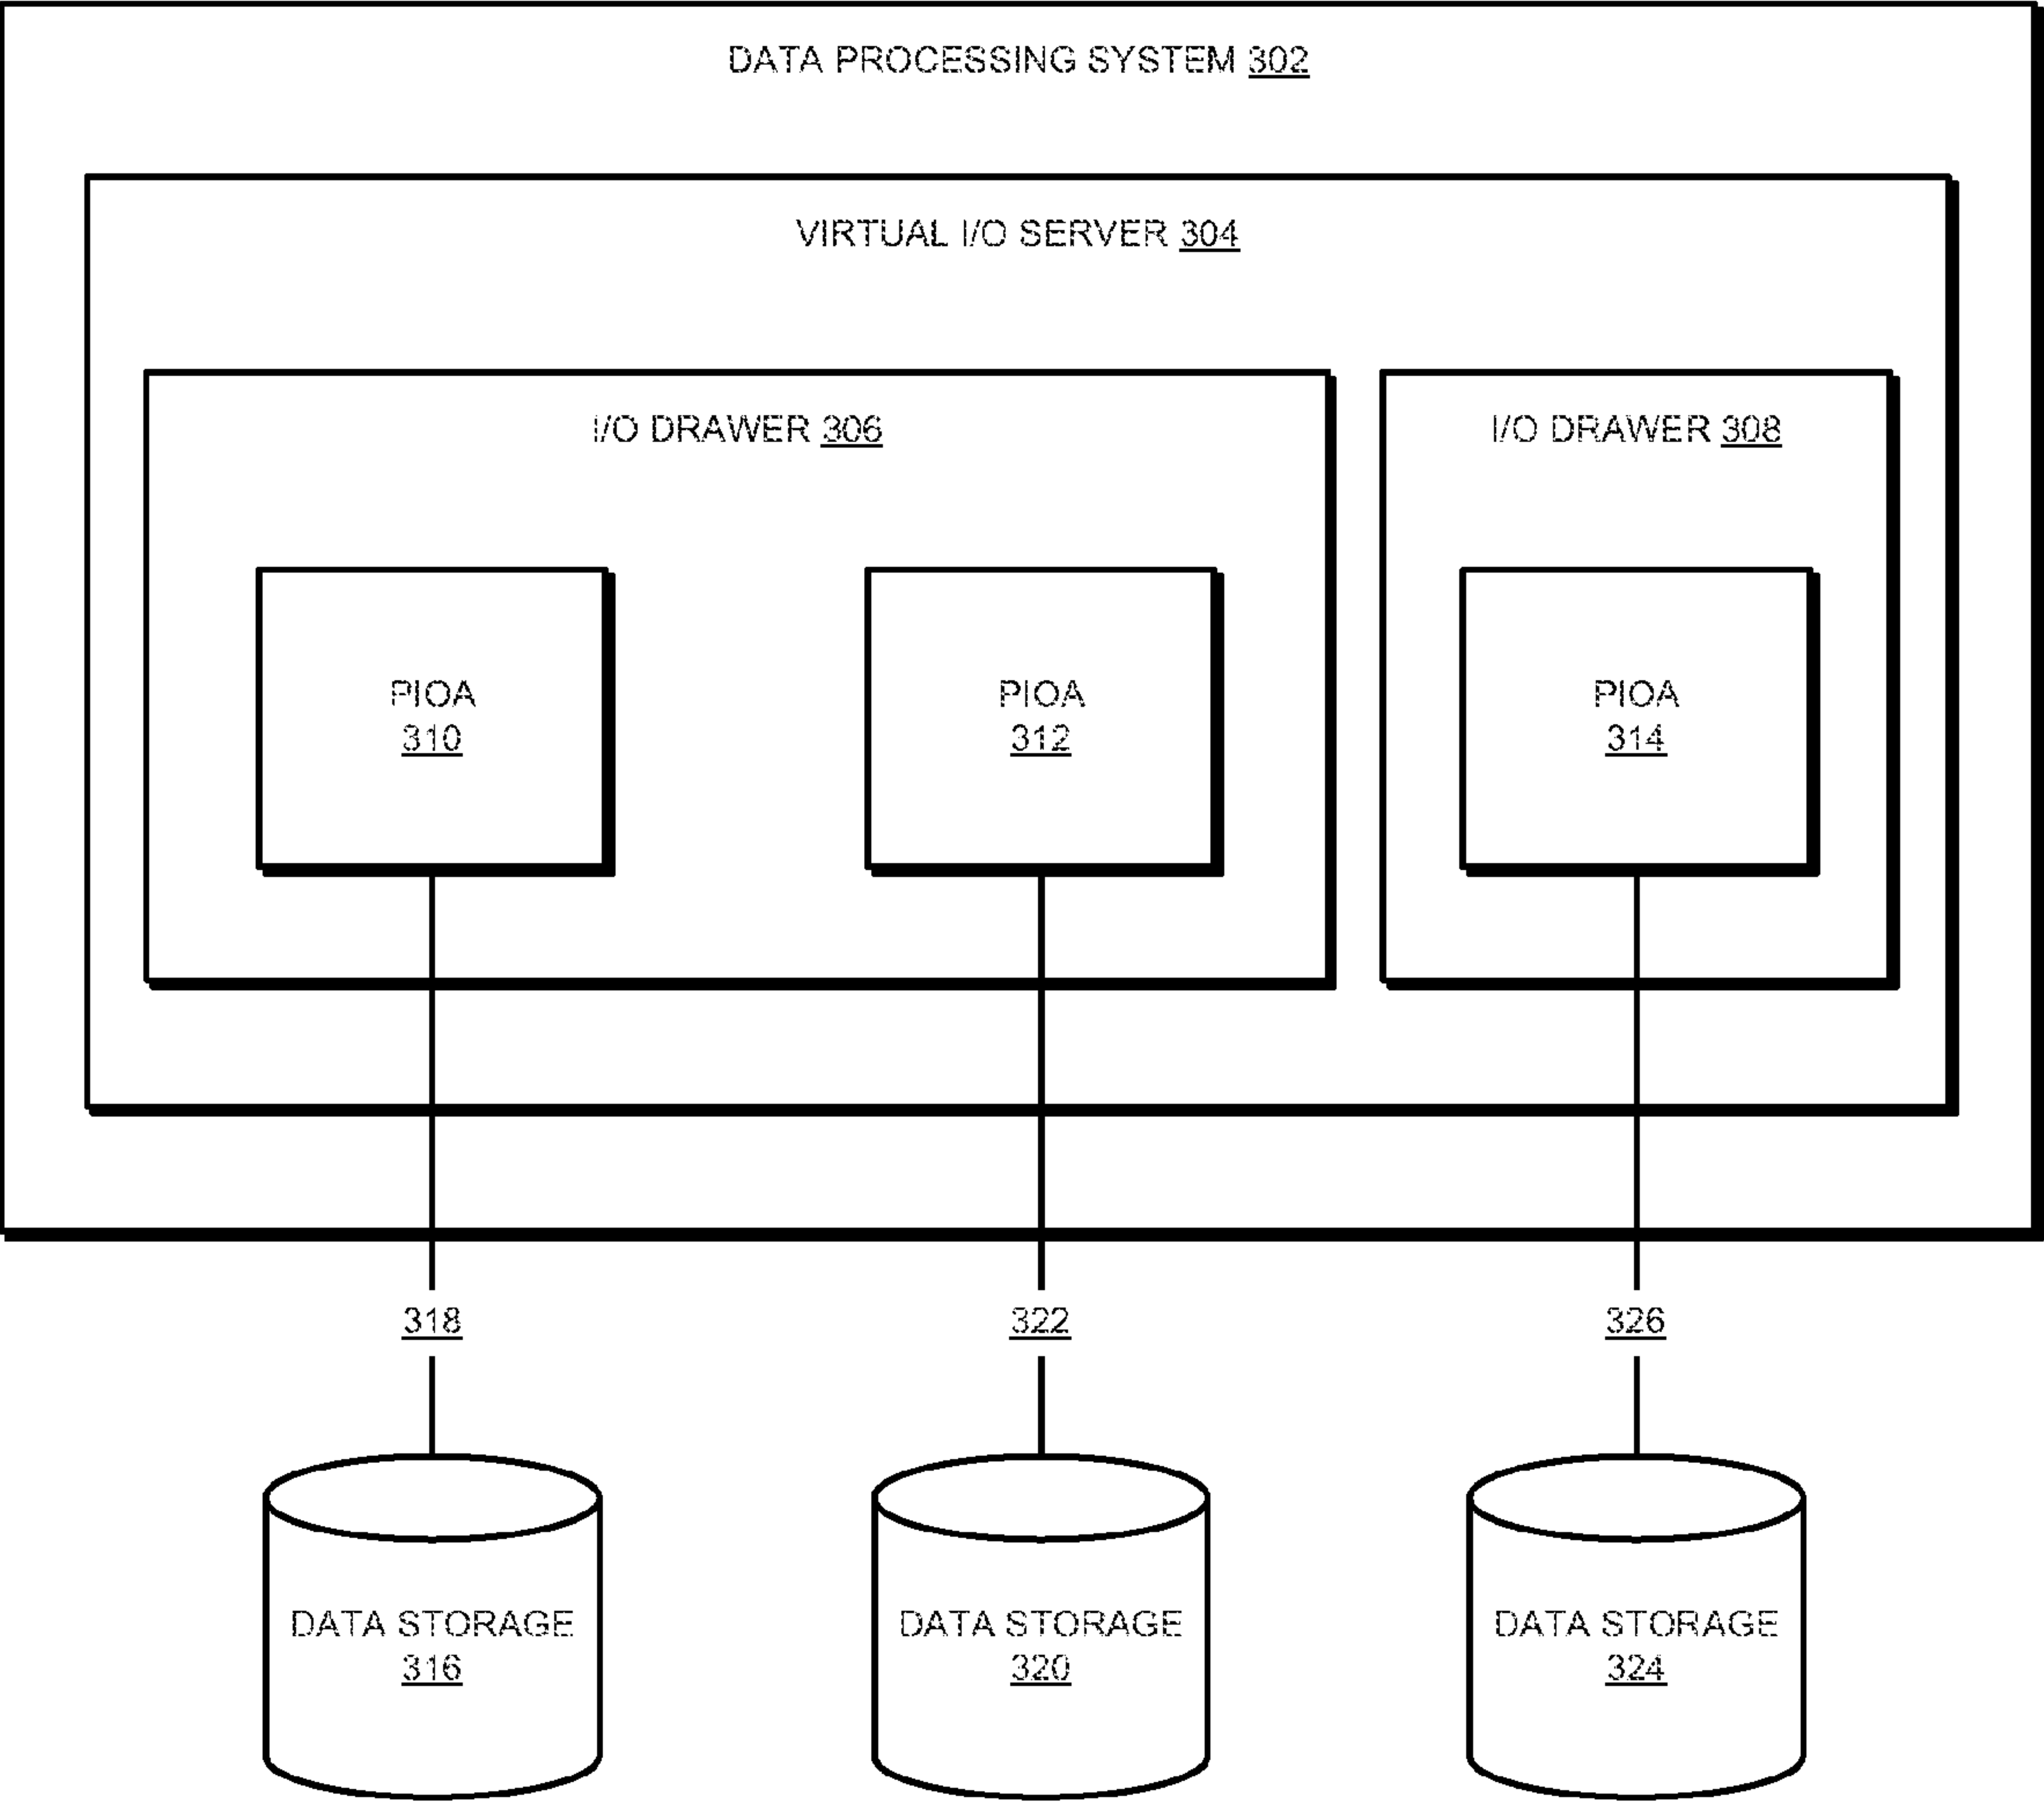 DATA PROCESSING SYSTEM 302
VIRTUAL I/O SERVER 304
I/O DRAWER 306
I/O DRAWER 308
PIOA
310
PIOA
312
PIOA
314
318
322
326
DATA STORAGE
316
DATA STORAGE
320
DATA STORAGE
324